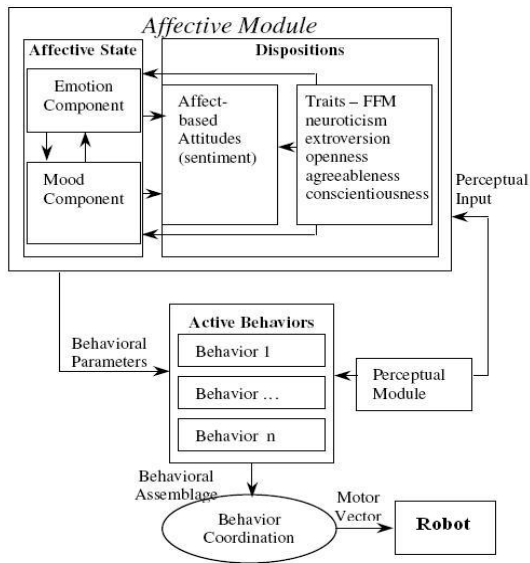 Affective Module
Affective State
Dispositions
Emotion
Component
Mood
Component
Affect-
based
Attitudes
(sentiment)
Traits – FFM
neuroticism
extroversion
openness
agreeableness
conscientiousness
Perceptual
Input
Behavioral
Parameters
Active Behaviors
Behavior 1
Behavior ...
Behavior n
Perceptual
Module
Behavioral
Assemblage
Behavior
Coordination
Motor
Vector
Robot